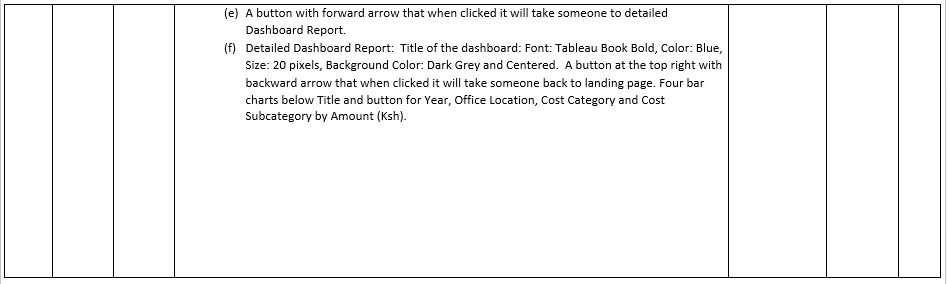 (e) A button with forward arrow that when clicked it will take someone to detailed
Dashboard Report.
(f) Detailed Dashboard Report:  Title of the dashboard: Font: Tableau Book Bold, Color: Blue,
Size: 20 pixels, Background Color: Dark Grey and Centered.  A button at the top right with
backward arrow that when clicked it will take someone back to landing page. Four bar
charts below Title and button for Year, Office Location, Cost Category and Cost
Subcategory by Amount (Ksh).